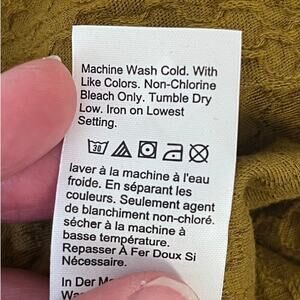 Machine Wash Cold. With
Like Colors. Non-Chlorine
Bleach Only. Tumble Dry
Low. Iron on Lowest
Setting.
30
laver à la machine à l'eau
froide. En séparant les
couleurs. Seulement agent
de blanchiment non-chloré.
sécher à la machine à
basse température.
Repasser À Fer Doux Si
Nécessaire.
In Der